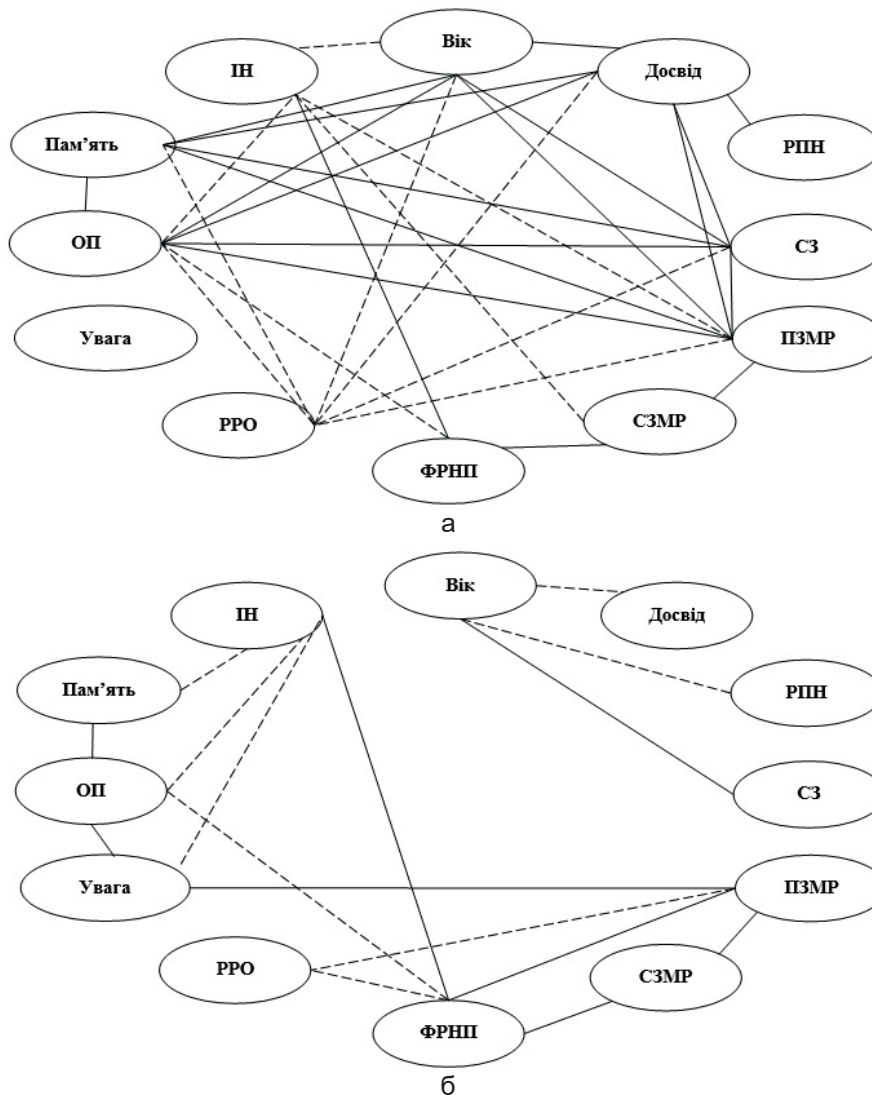 Вік
ІН
Досвід
Пам’ять
РПН
ОП
СЗ
Увага
ПЗМР
РРО
СЗМР
ФРНП
а
Вік
ІН
Досвід
Пам’ять
РПН
ОП
СЗ
Увага
ПЗМР
РРО
СЗМР
ФРНП
б